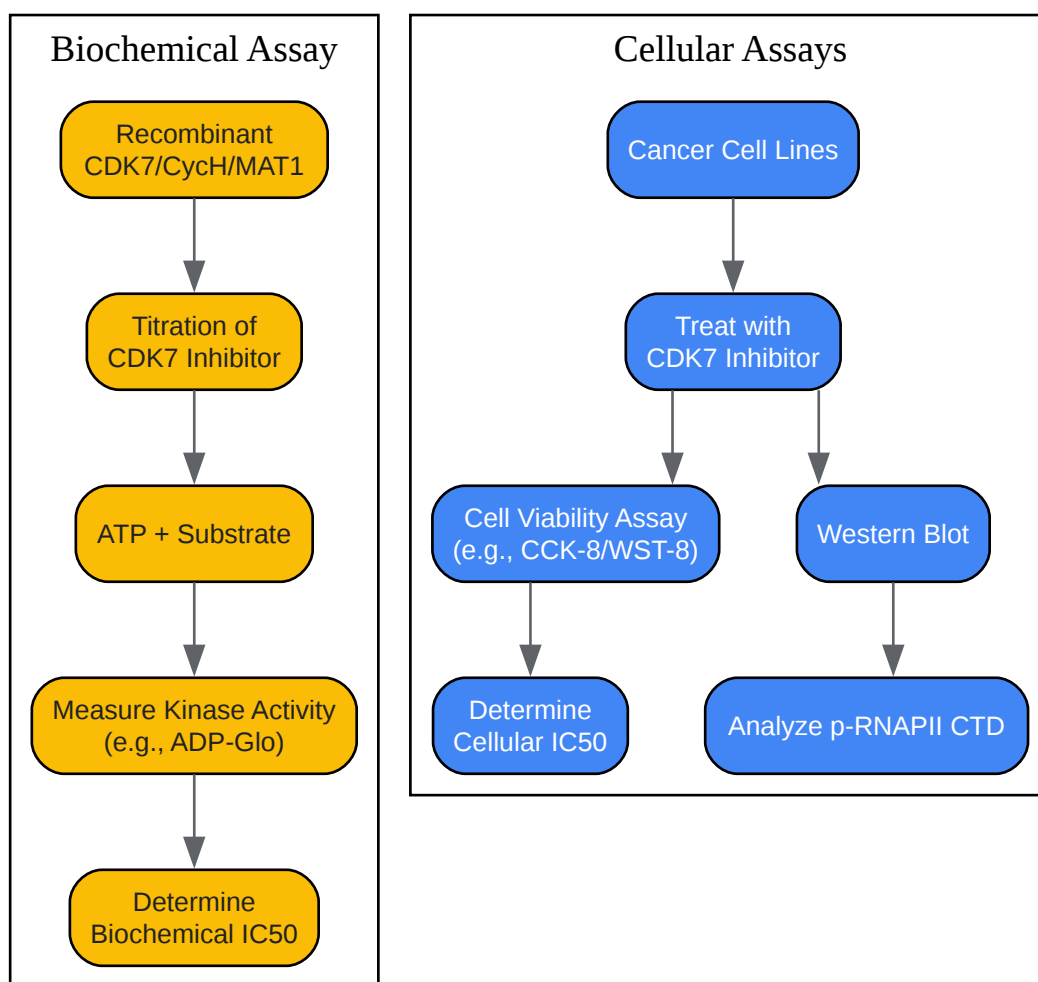 Biochemical Assay
Recombinant
CDK7/CycH/MAT1
Titration of
CDK7 Inhibitor
ATP + Substrate
Measure Kinase Activity
(e.g., ADP-Glo)
Determine
Biochemical IC50
Cellular Assays
Cancer Cell Lines
Treat with
CDK7 Inhibitor
Cell Viability Assay
(e.g., CCK-8/WST-8)
Western Blot
Determine
Cellular IC50
Analyze p-RNAPII CTD